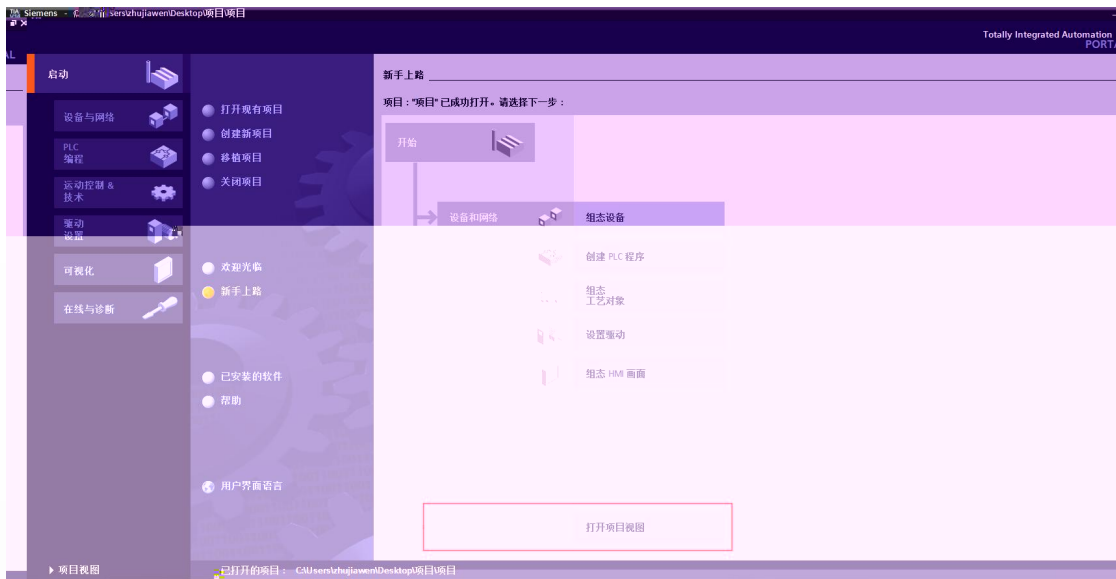 Siemens - sers\zhujiawen\Desktop\项目\项目
Totally Integrated Automation
PORTA
启动
设备与网络
PLC
编程
运动控制 &
技术
驱动
设置
可视化
在线与诊断
项目视图
打开现有项目
创建新项目
移植项目
关闭项目
欢迎光临
新手上路
已安装的软件
帮助
用户界面语言
新手上路
项目："项目" 已成功打开。请选择下一步：
开始
设备和网络
组态设备
创建 PLC 程序
组态
工艺对象
设置驱动
组态 HMI 画面
打开项目视图
已打开的项目： C:\Users\zhujiawen\Desktop\项目\项目